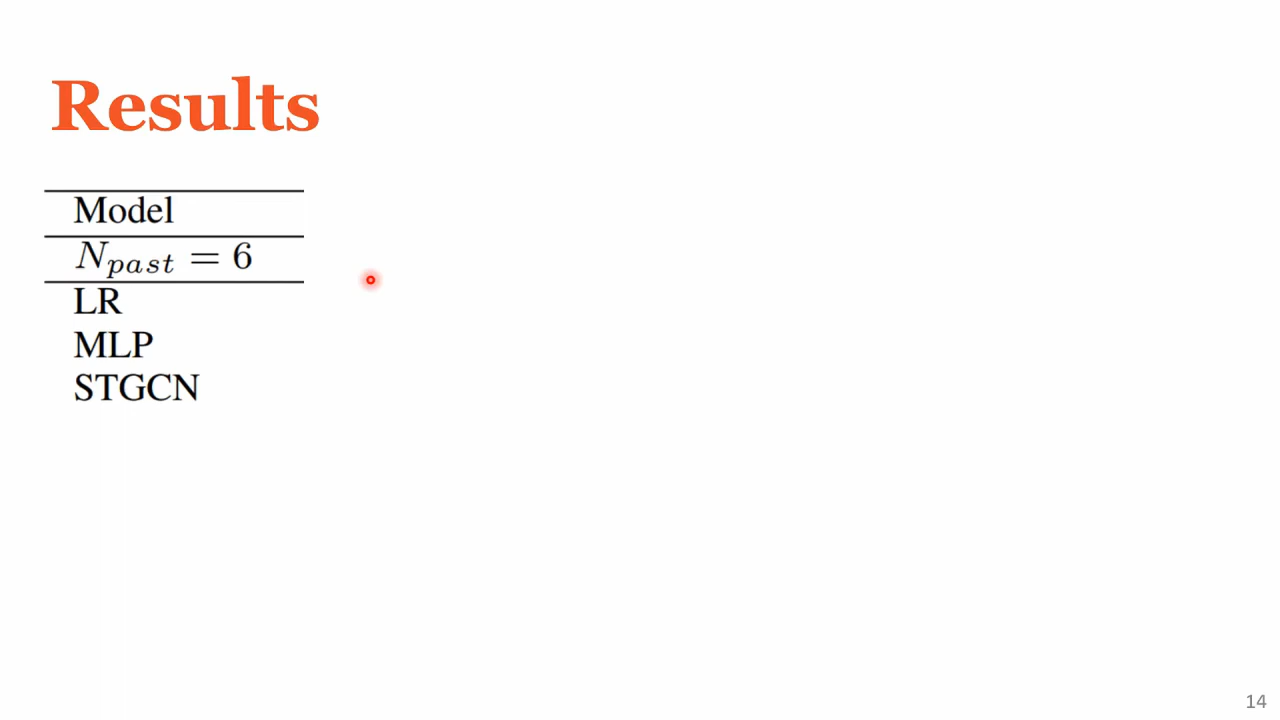 Results
Model
N_past = 6
LR
MLP
STGCN
14